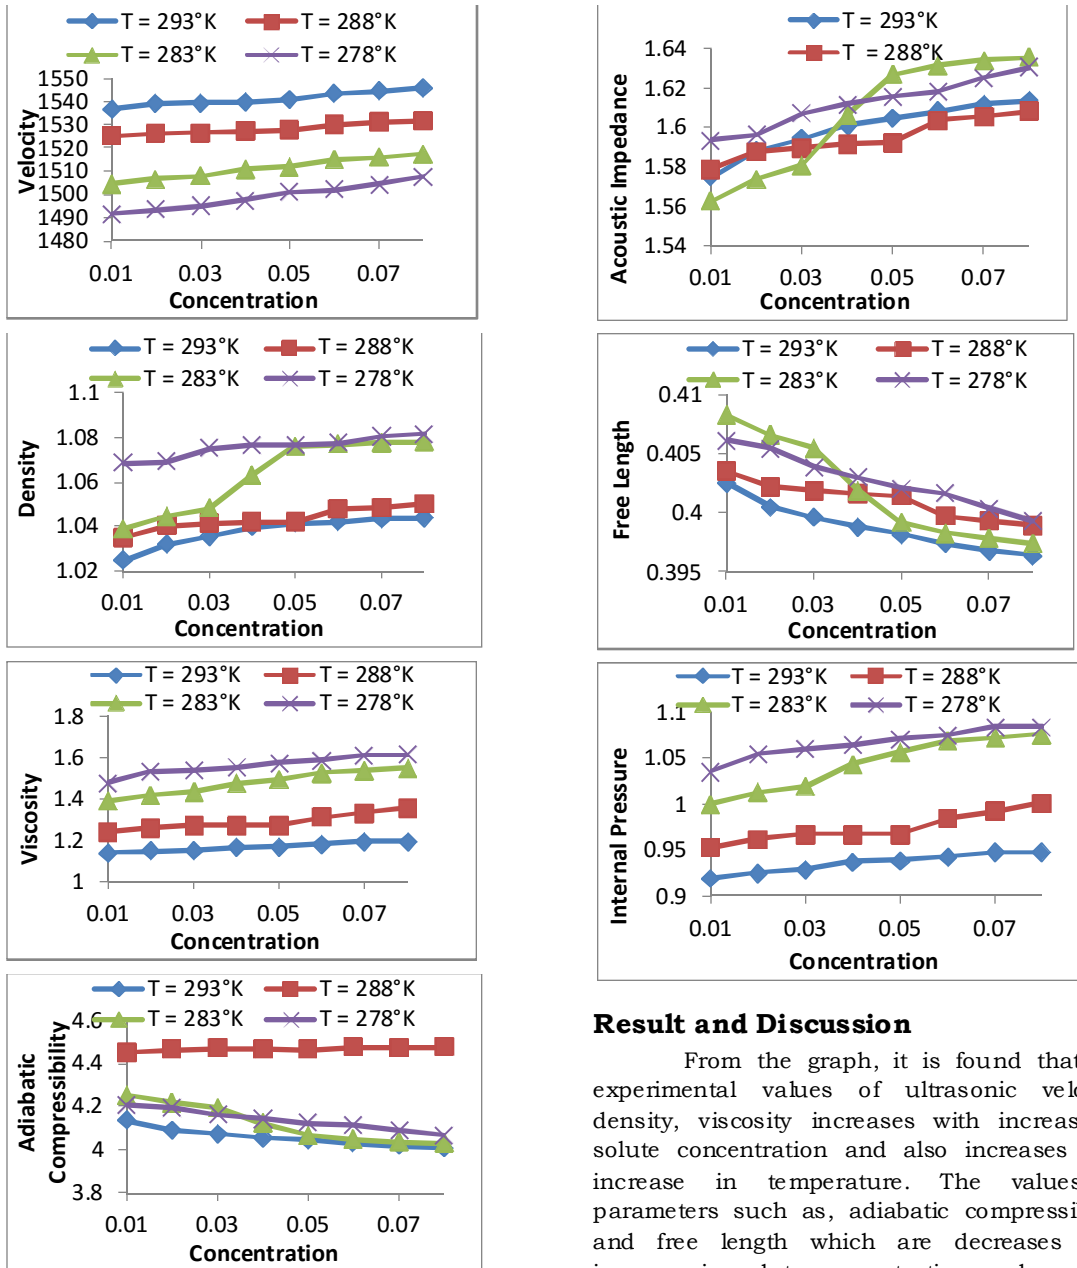 T = 293°K T = 288°K
T = 283°K T = 278°K
1550
1540
1530
1520
1510
1500
1490
1480
Velocity
0.01 0.03 0.05 0.07
Concentration
T = 293°K T = 288°K
T = 283°K T = 278°K
1.1
1.08
1.06
1.04
1.02
Density
0.01 0.03 0.05 0.07
Concentration
T = 293°K T = 288°K
T = 283°K T = 278°K
1.8
1.6
1.4
1.2
1
Viscosity
0.01 0.03 0.05 0.07
Concentration
T = 293°K T = 288°K
T = 283°K T = 278°K
4.6
4.4
4.2
4
3.8
Adiabatic
Compressibility
0.01 0.03 0.05 0.07
Concentration
T = 293°K
T = 288°K
1.64
1.62
1.6
1.58
1.56
1.54
Acoustic Impedance
0.01 0.03 0.05 0.07
Concentration
T = 293°K T = 288°K
T = 283°K T = 278°K
0.41
0.405
0.4
0.395
Free Length
0.01 0.03 0.05 0.07
Concentration
T = 293°K T = 288°K
T = 283°K T = 278°K
1.1
1.05
1
0.95
0.9
Internal Pressure
0.01 0.03 0.05 0.07
Concentration
Result and Discussion
From the graph, it is found that
experimental values of ultrasonic velo
density, viscosity increases with increas
solute concentration and also increases
increase in temperature. The values
parameters such as, adiabatic compressi
and free length which are decreases